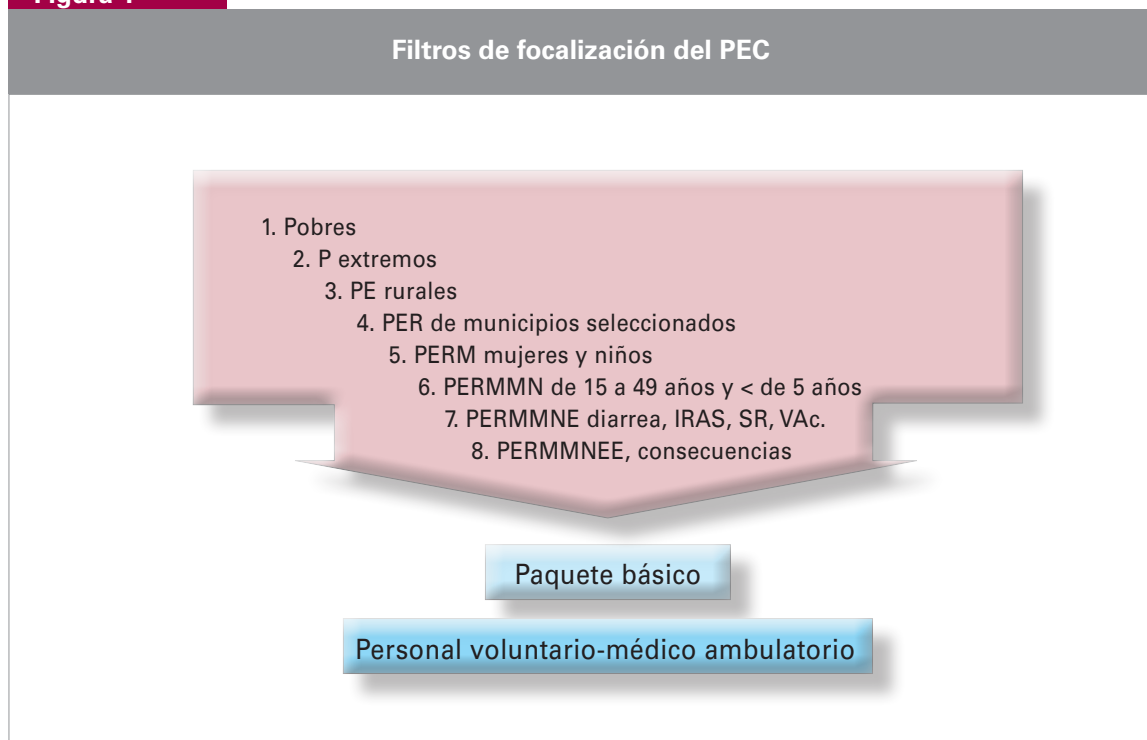 Filtros de focalización del PEC
1. Pobres
2. P extremos
3. PE rurales
4. PER de municipios seleccionados
5. PERM mujeres y niños
6. PERMMN de 15 a 49 años y < de 5 años
7. PERMMNE diarrea, IRAS, SR, VAc.
8. PERMMNEE, consecuencias
Paquete básico
Personal voluntario-médico ambulatorio